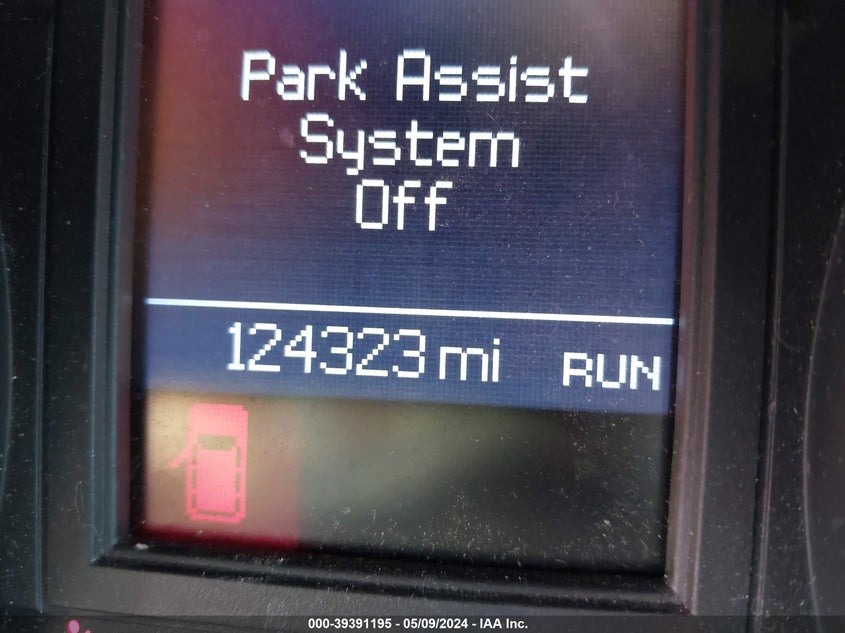 Park Assist
System
Off
124323 mi RUN
000-39391195 - 05/09/2024 - IAA Inc.